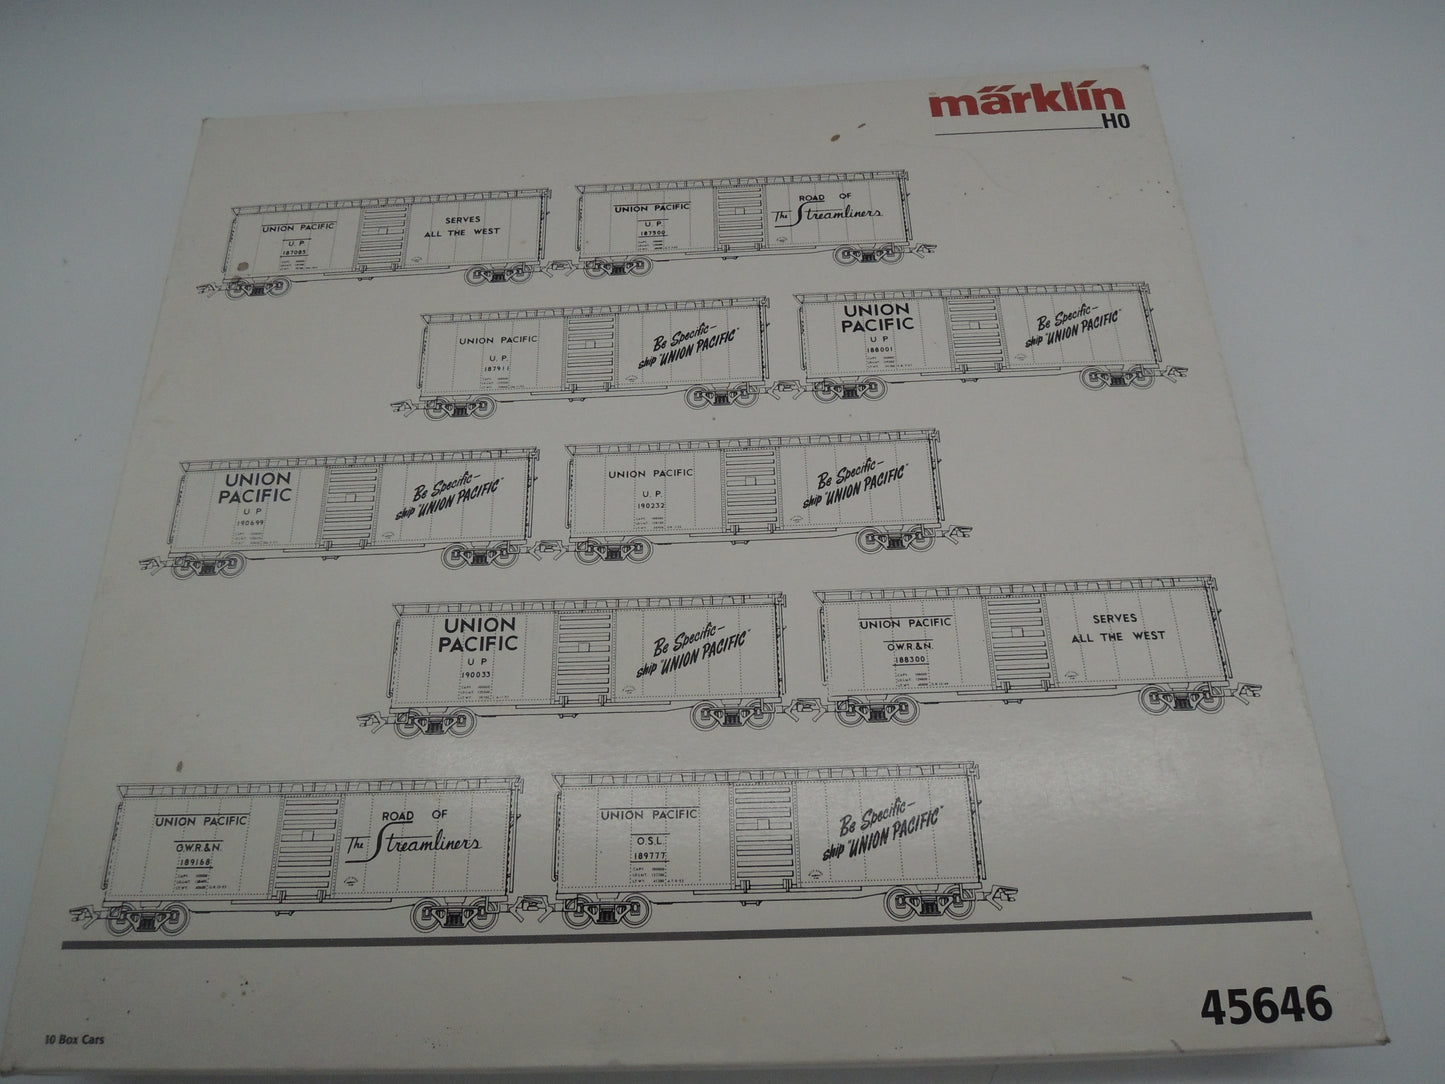 märklin
H0
UNION PACIFIC
U. P.
187085
SERVES
ALL THE WEST
UNION PACIFIC
U. P.
187300
ROAD OF
The Streamliners
UNION PACIFIC
U. P.
187911
Be Specific-
ship "UNION PACIFIC"
UNION
PACIFIC
U P
188001
Be Specific-
ship "UNION PACIFIC"
UNION
PACIFIC
U P
190699
Be Specific-
ship "UNION PACIFIC"
UNION PACIFIC
U. P.
190232
Be Specific-
ship "UNION PACIFIC"
UNION
PACIFIC
U P
190033
Be Specific-
ship "UNION PACIFIC"
UNION PACIFIC
O.W.R.&N.
188300
SERVES
ALL THE WEST
UNION PACIFIC
O.W.R.&N.
189168
ROAD OF
The Streamliners
UNION PACIFIC
O.S.L.
189777
Be Specific-
ship "UNION PACIFIC"
45646
10 Box Cars